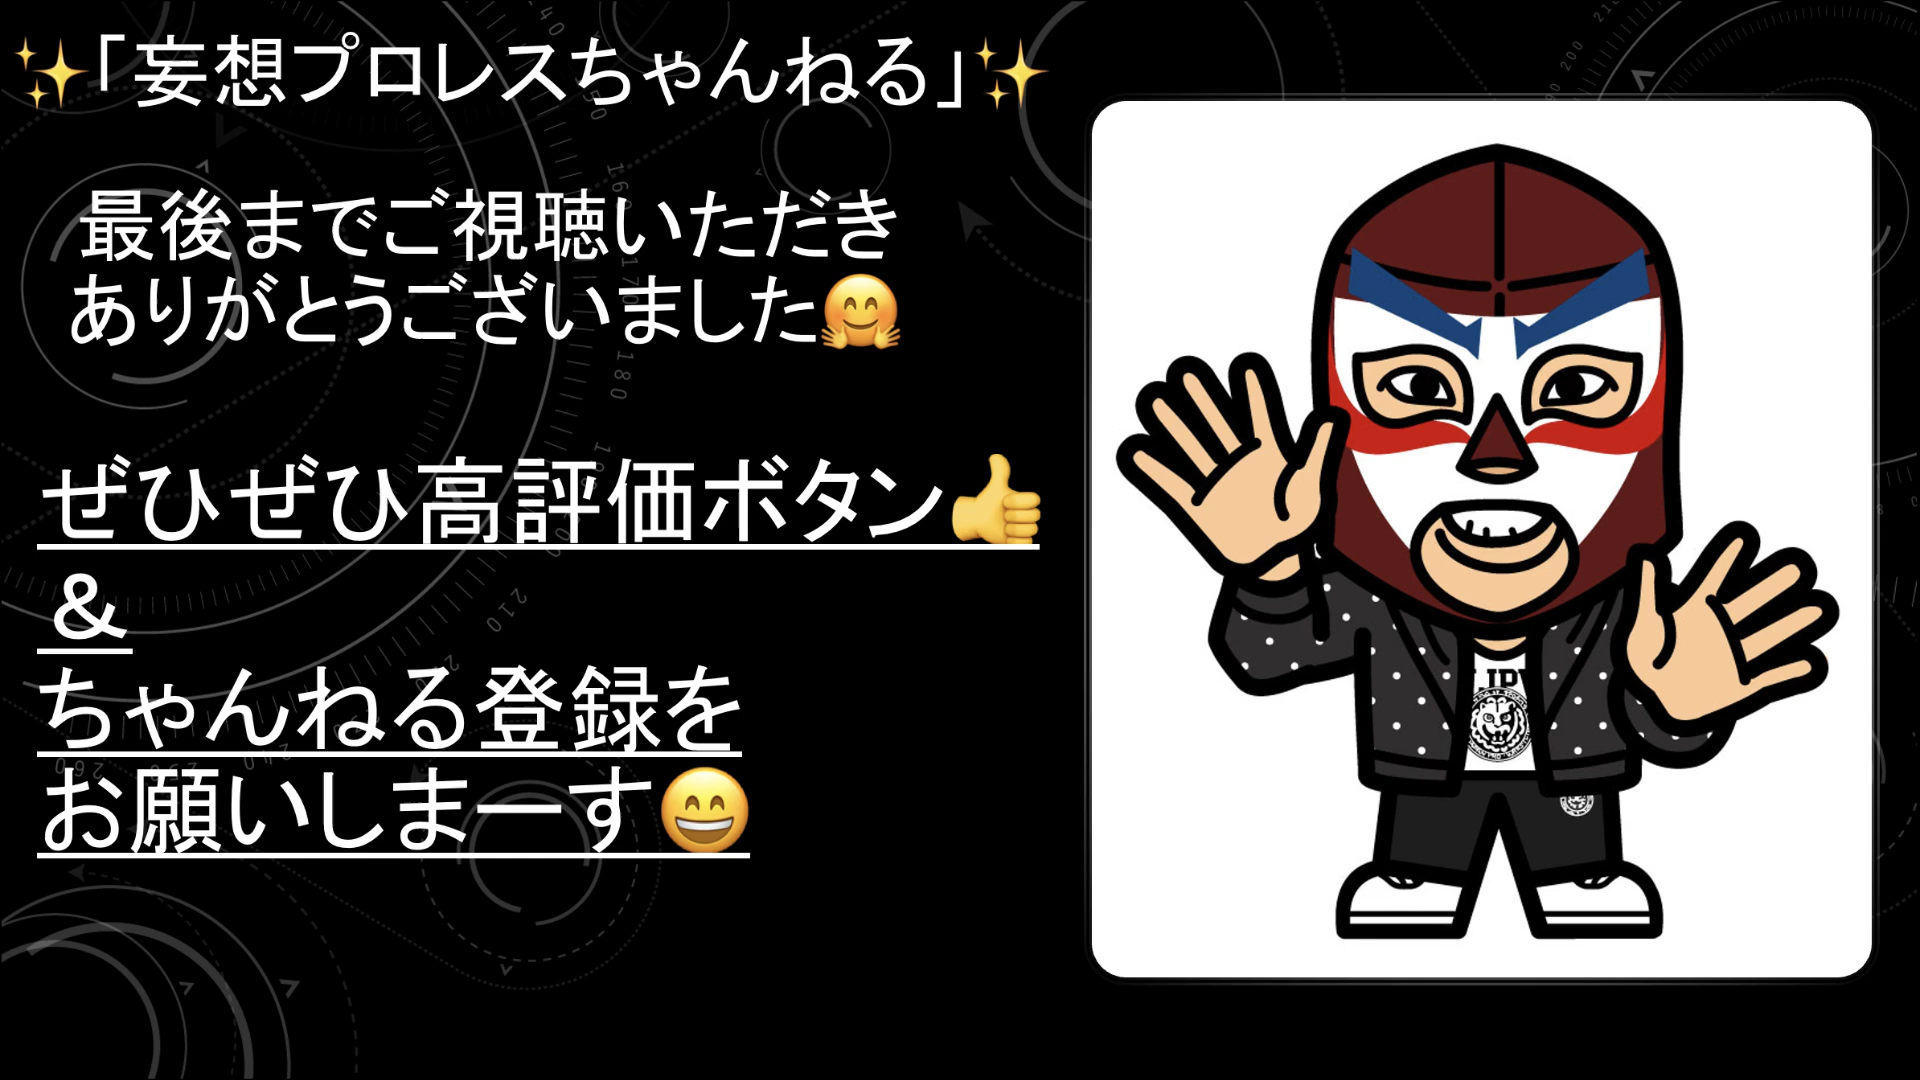 ✨「妄想プロレスちゃんねる」✨
最後までご視聴いただき
ありがとうございました🤗
ぜひぜひ高評価ボタン👍
&
ちゃんねる登録を
お願いしまーす😄